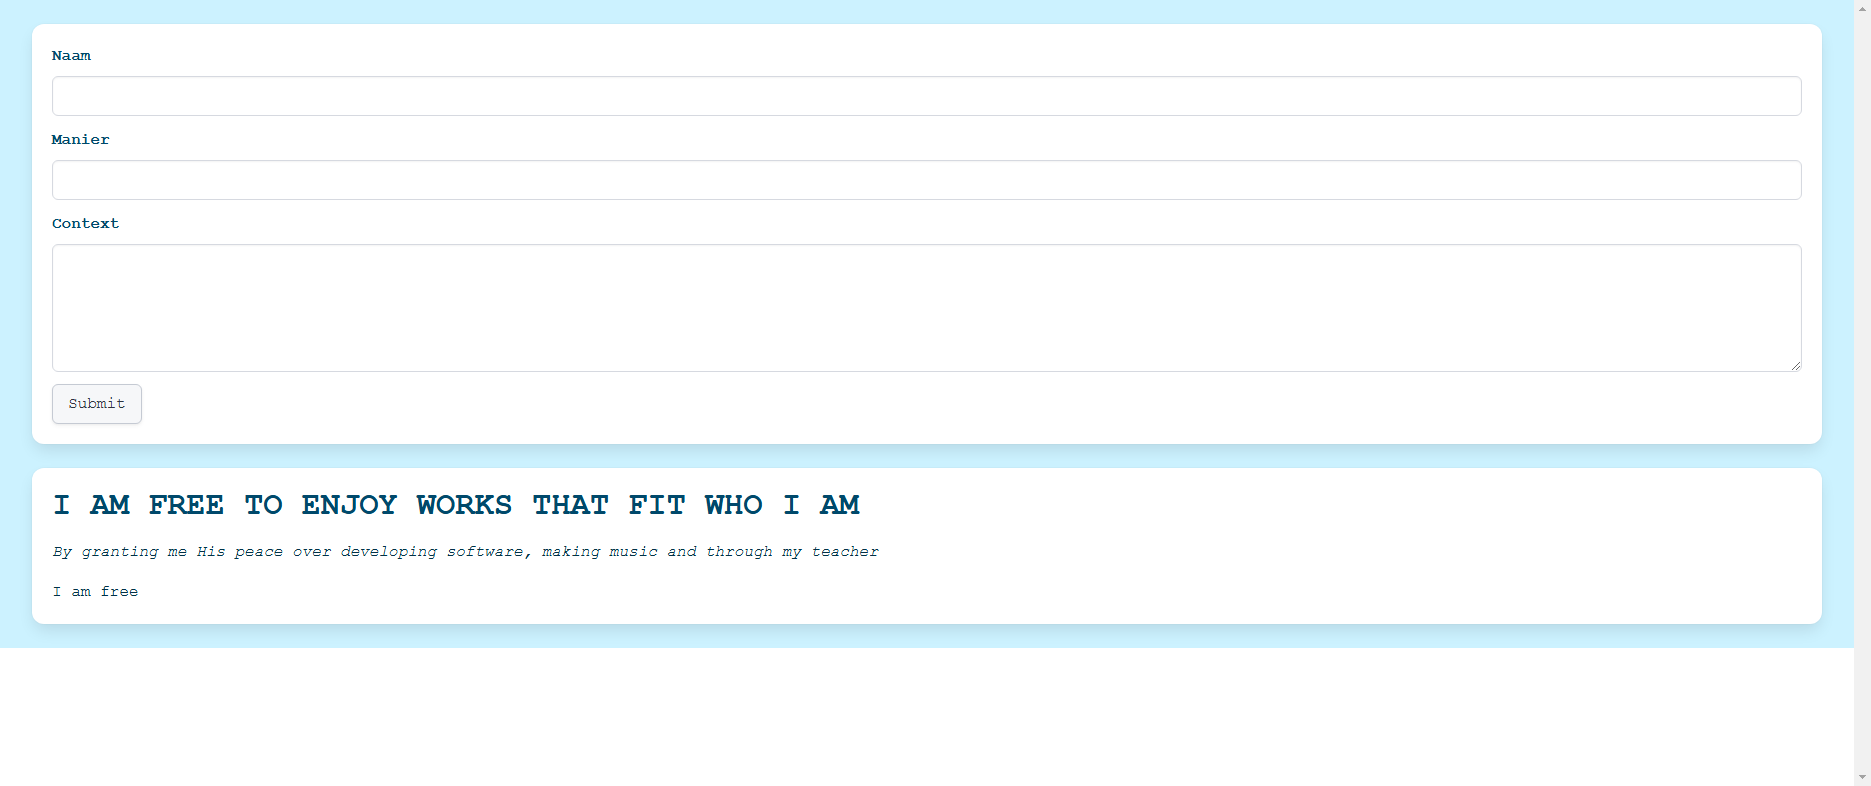 Naam
Manier
Context
Submit
I AM FREE TO ENJOY WORKS THAT FIT WHO I AM
By granting me His peace over developing software, making music and through my teacher
I am free